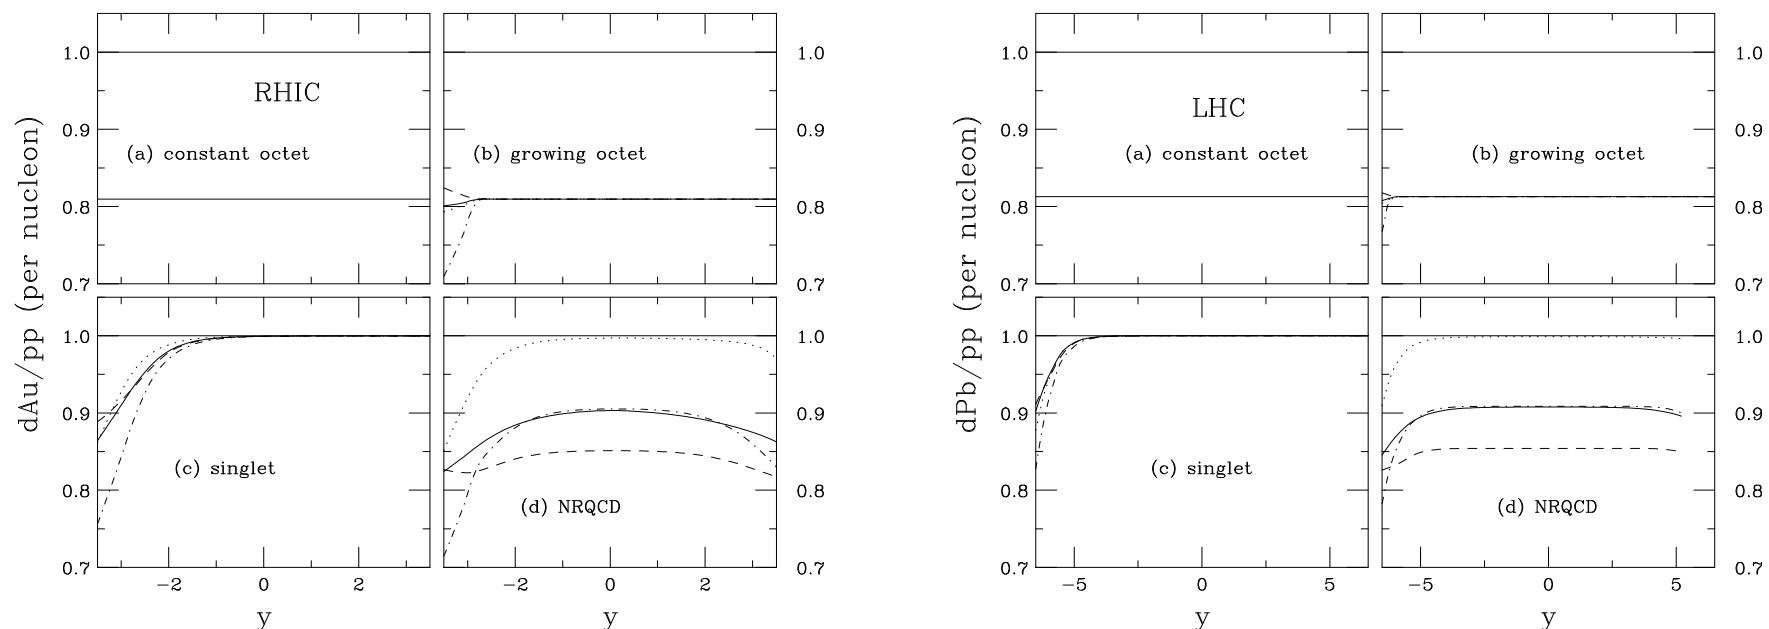 dAu/pp (per nucleon)
1.0
0.9
0.8
0.7
RHIC
(a) constant octet
(b) growing octet
1.0
0.9
0.8
0.7
1.0
0.9
0.8
0.7
(c) singlet
(d) NRQCD
1.0
0.9
0.8
0.7
−2 0 2
−2 0 2
y
y
dPb/pp (per nucleon)
1.0
0.9
0.8
0.7
LHC
(a) constant octet
(b) growing octet
1.0
0.9
0.8
0.7
1.0
0.9
0.8
0.7
(c) singlet
(d) NRQCD
1.0
0.9
0.8
0.7
−5 0 5
−5 0 5
y
y